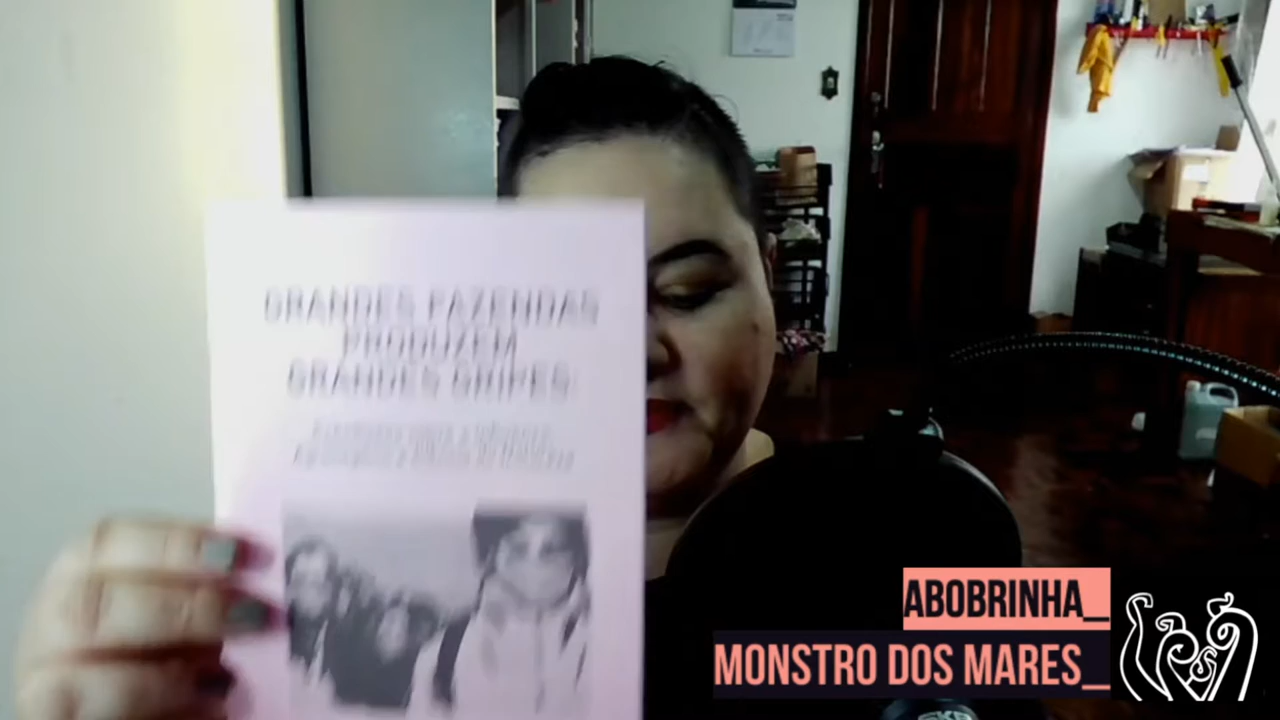 GRANDES FAZENDAS
PRODUZEM
GRANDES GRIPES
ABOBRINHA_
MONSTRO DOS MARES_